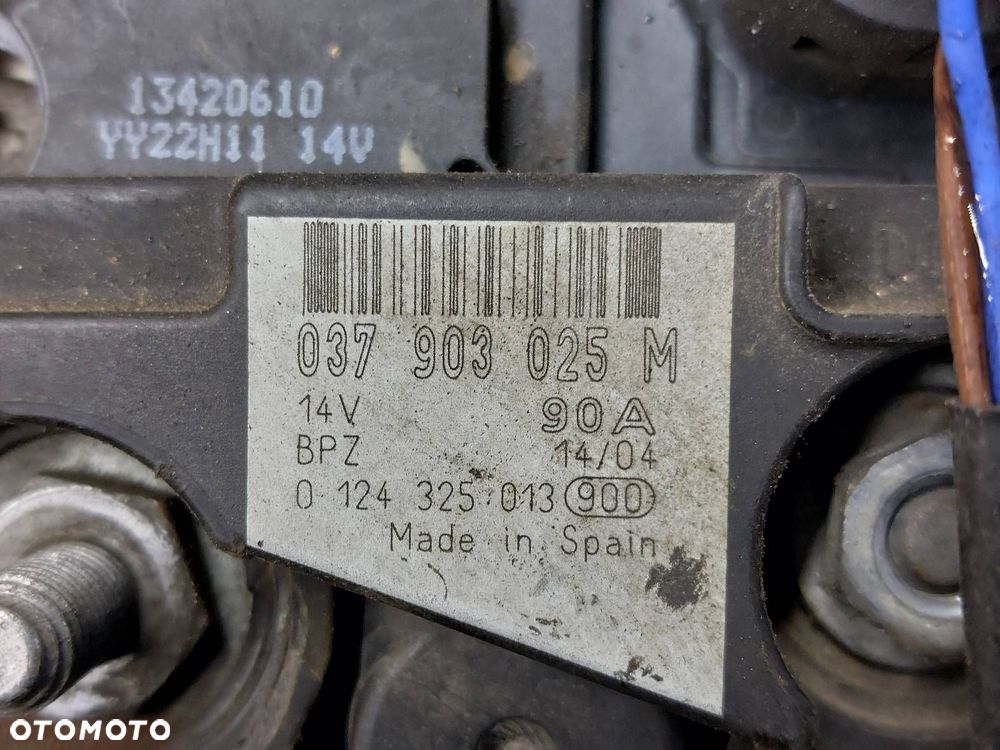 13420610
YY22H11 14V
037 903 025 M
14V 90A
BPZ 14/04
0 124 325 013 900
Made in Spain
OTOMOTO